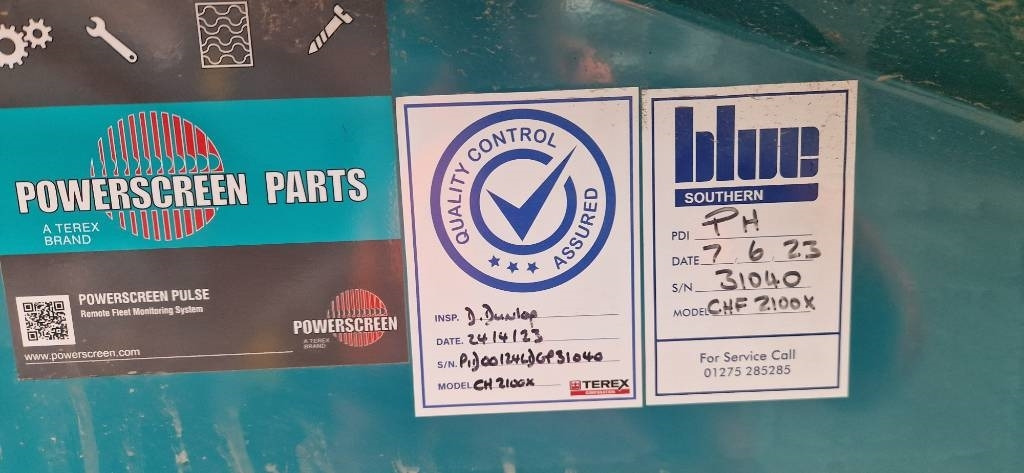 POWERSCREEN PARTS
A TEREX
BRAND
POWERSCREEN PULSE
Remote Fleet Monitoring System
POWERSCREEN
A TEREX
BRAND
www.powerscreen.com
QUALITY CONTROL
ASSURED
INSP. D. Dunlop
DATE. 24/4/23
S/N.
MODEL CH 2100X
TEREX
blue
SOUTHERN
PDI PH
DATE 7 . 6 . 23
S/N 31040
MODEL CHF 2100X
For Service Call
01275 285285